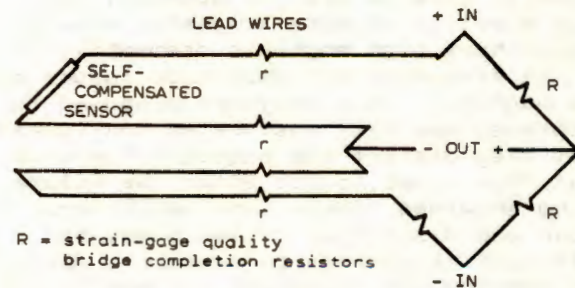 LEAD WIRES
+ IN
SELF-
COMPENSATED
SENSOR
r
R
r
- OUT +
r
r
R
R = strain-gage quality
bridge completion resistors
- IN